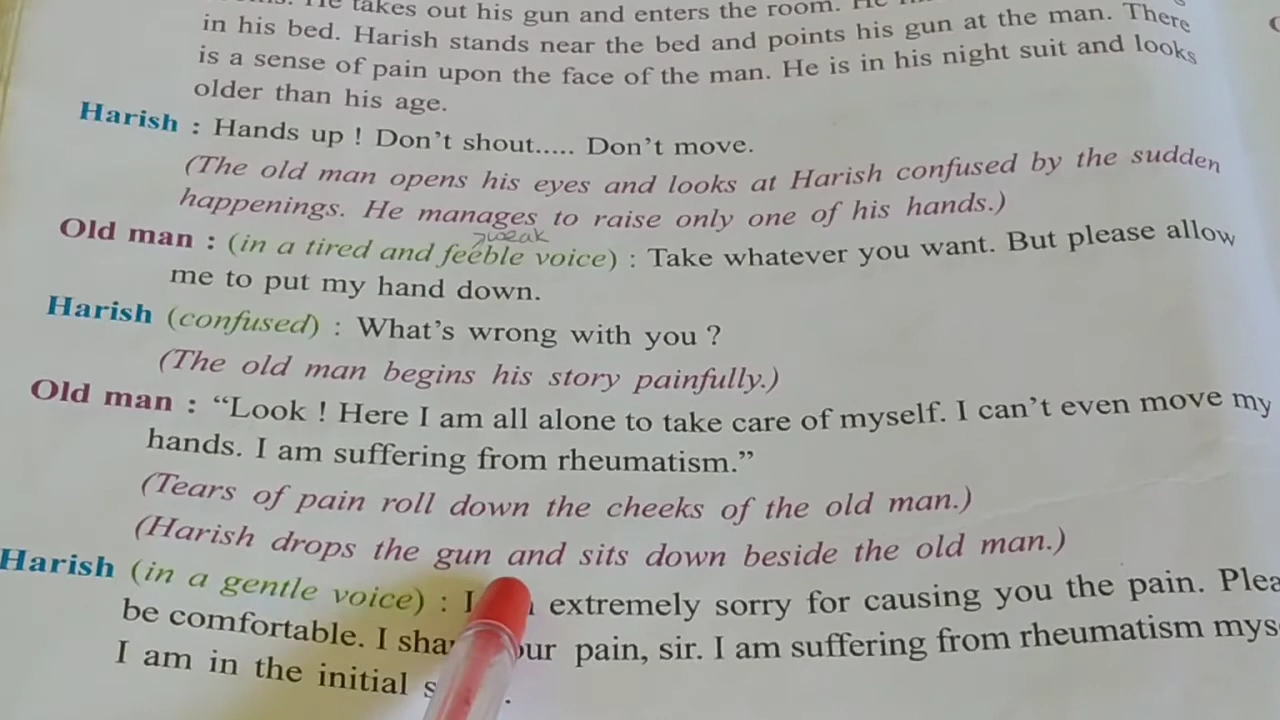 takes out his gun and enters the room.
in his bed. Harish stands near the bed and points his gun at the man. There
is a sense of pain upon the face of the man. He is in his night suit and looks
older than his age.
Harish : Hands up ! Don't shout..... Don't move.
(The old man opens his eyes and looks at Harish confused by the sudden
happenings. He manages to raise only one of his hands.)
weak
Old man : (in a tired and feeble voice) : Take whatever you want. But please allow
me to put my hand down.
Harish (confused) : What's wrong with you ?
(The old man begins his story painfully.)
Old man : “Look ! Here I am all alone to take care of myself. I can't even move my
hands. I am suffering from rheumatism.”
(Tears of pain roll down the cheeks of the old man.)
(Harish drops the gun and sits down beside the old man.)
Harish (in a gentle voice) : I extremely sorry for causing you the pain.
be comfortable. I pain, sir. I am suffering from rheumatism
I am in the initial